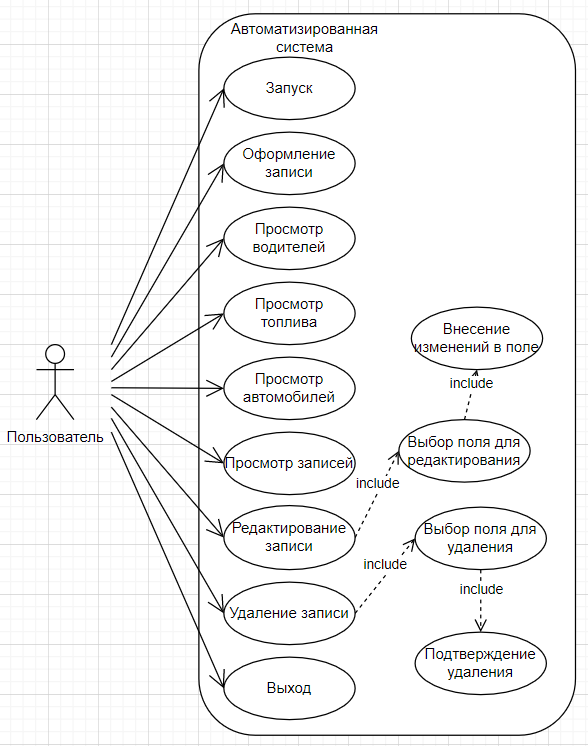 Автоматизированная
система
Запуск
Оформление
записи
Просмотр
водителей
Просмотр
топлива
Просмотр
автомобилей
Просмотр записей
Редактирование
записи
Удаление записи
Выход
Пользователь
Внесение
изменений в поле
include
Выбор поля для
редактирования
include
Выбор поля для
удаления
include
include
Подтверждение
удаления